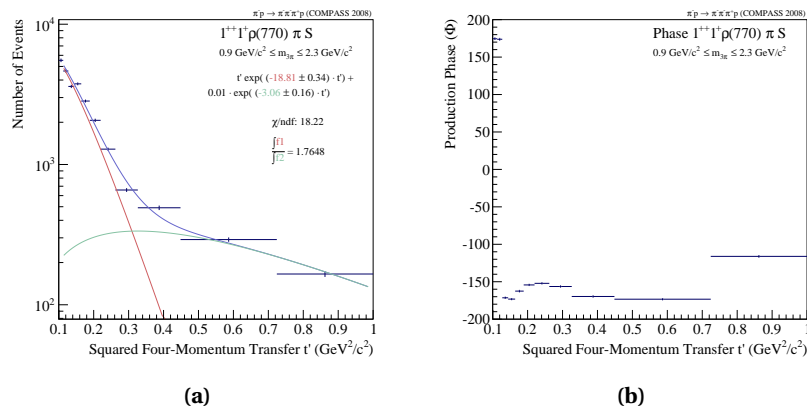 π⁻p → π⁻π⁻π⁺p (COMPASS 2008)
1⁺⁺1⁺ρ(770) π S
0.9 GeV/c² ≤ m₃π ≤ 2.3 GeV/c²
t' exp( (-18.81 ± 0.34) · t') +
0.01 · exp( (-3.06 ± 0.16) · t')
χ/ndf: 18.22
∫f1
∫f2 = 1.7648
Number of Events
10⁴
10³
10²
0.1 0.2 0.3 0.4 0.5 0.6 0.7 0.8 0.9 1
Squared Four-Momentum Transfer t' (GeV²/c²)
(a)
π⁻p → π⁻π⁻π⁺p (COMPASS 2008)
Phase 1⁺⁺1⁺ρ(770) π S
0.9 GeV/c² ≤ m₃π ≤ 2.3 GeV/c²
Production Phase (Φ)
200
150
100
50
0
-50
-100
-150
-200
0.1 0.2 0.3 0.4 0.5 0.6 0.7 0.8 0.9 1
Squared Four-Momentum Transfer t' (GeV²/c²)
(b)